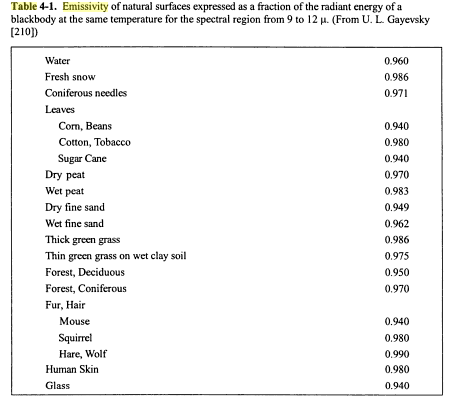 Table 4-1. Emissivity of natural surfaces expressed as a fraction of the radiant energy of a
blackbody at the same temperature for the spectral region from 9 to 12 μ. (From U. L. Gayevsky
[210])
Water 0.960
Fresh snow 0.986
Coniferous needles 0.971
Leaves
Corn, Beans 0.940
Cotton, Tobacco 0.980
Sugar Cane 0.940
Dry peat 0.970
Wet peat 0.983
Dry fine sand 0.949
Wet fine sand 0.962
Thick green grass 0.986
Thin green grass on wet clay soil 0.975
Forest, Deciduous 0.950
Forest, Coniferous 0.970
Fur, Hair
Mouse 0.940
Squirrel 0.980
Hare, Wolf 0.990
Human Skin 0.980
Glass 0.940